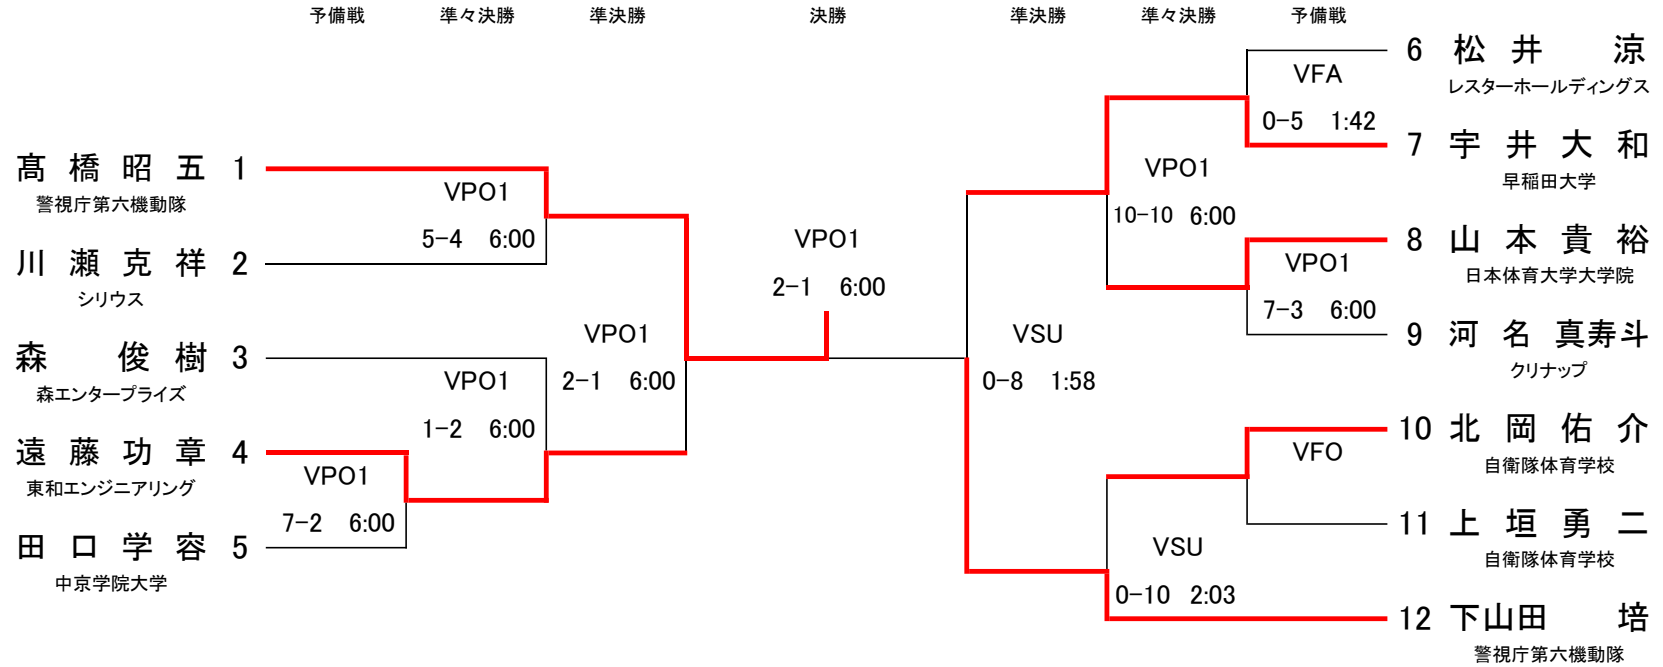 予備戦 準々決勝 準決勝 決勝 準決勝 準々決勝 予備戦
髙橋昭五 1
警視庁第六機動隊
VPO1
5-4 6:00
川瀬克祥 2
シリウス
森 俊樹 3
森エンタープライズ
VPO1
1-2 6:00
遠藤功章 4
東和エンジニアリング
VPO1
7-2 6:00
田口学容 5
中京学院大学
VPO1
2-1 6:00
VPO1
2-1 6:00
VSU
0-8 1:58
6 松井 涼
レスターホールディングス
VFA
0-5 1:42
7 宇井大和
早稲田大学
VPO1
10-10 6:00
8 山本貴裕
日本体育大学大学院
VPO1
7-3 6:00
9 河名真寿斗
クリナップ
10 北岡佑介
自衛隊体育学校
VFO
11 上垣勇二
自衛隊体育学校
VSU
0-10 2:03
12 下山田 培
警視庁第六機動隊